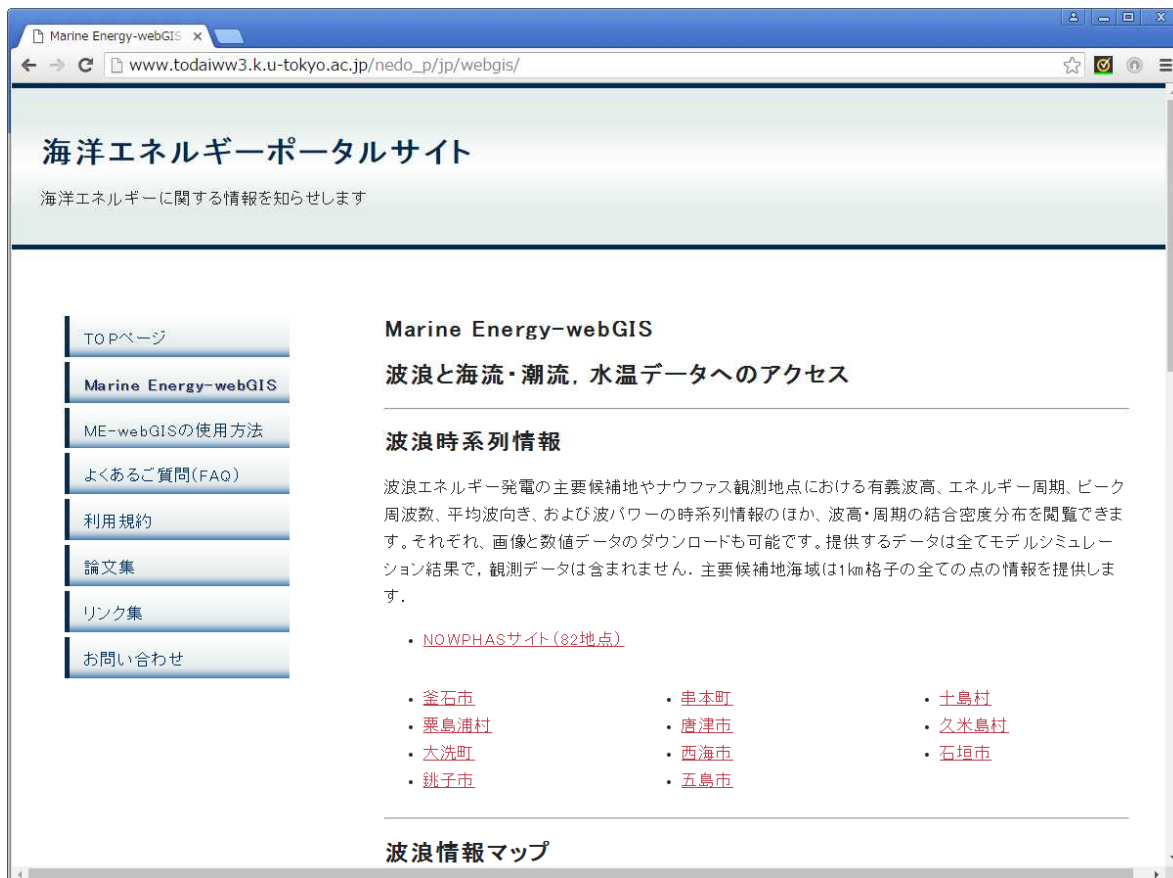 Marine Energy-webGIS
www.todaiww3.k.u-tokyo.ac.jp/nedo_p/jp/webgis/
海洋エネルギーポータルサイト
海洋エネルギーに関する情報を知らせします
TOPページ
Marine Energy-webGIS
ME-webGISの使用方法
よくあるご質問(FAQ)
利用規約
論文集
リンク集
お問い合わせ
Marine Energy-webGIS
波浪と海流・潮流, 水温データへのアクセス
波浪時系列情報
波浪エネルギー発電の主要候補地やナウファス観測地点における有義波高、エネルギー周期、ピーク
周波数、平均波向き、および波パワーの時系列情報のほか、波高・周期の結合密度分布を閲覧できま
す。それぞれ、画像と数値データのダウンロードも可能です。提供するデータは全てモデルシミュレー
ション結果で, 観測データは含まれません. 主要候補地海域は1km格子の全ての点の情報を提供しま
す.
• NOWPHASサイト(82地点)
• 釜石市 • 串本町 • 十島村
• 粟島浦村 • 唐津市 • 久米島村
• 大洗町 • 西海市 • 石垣市
• 銚子市 • 五島市
波浪情報マップ